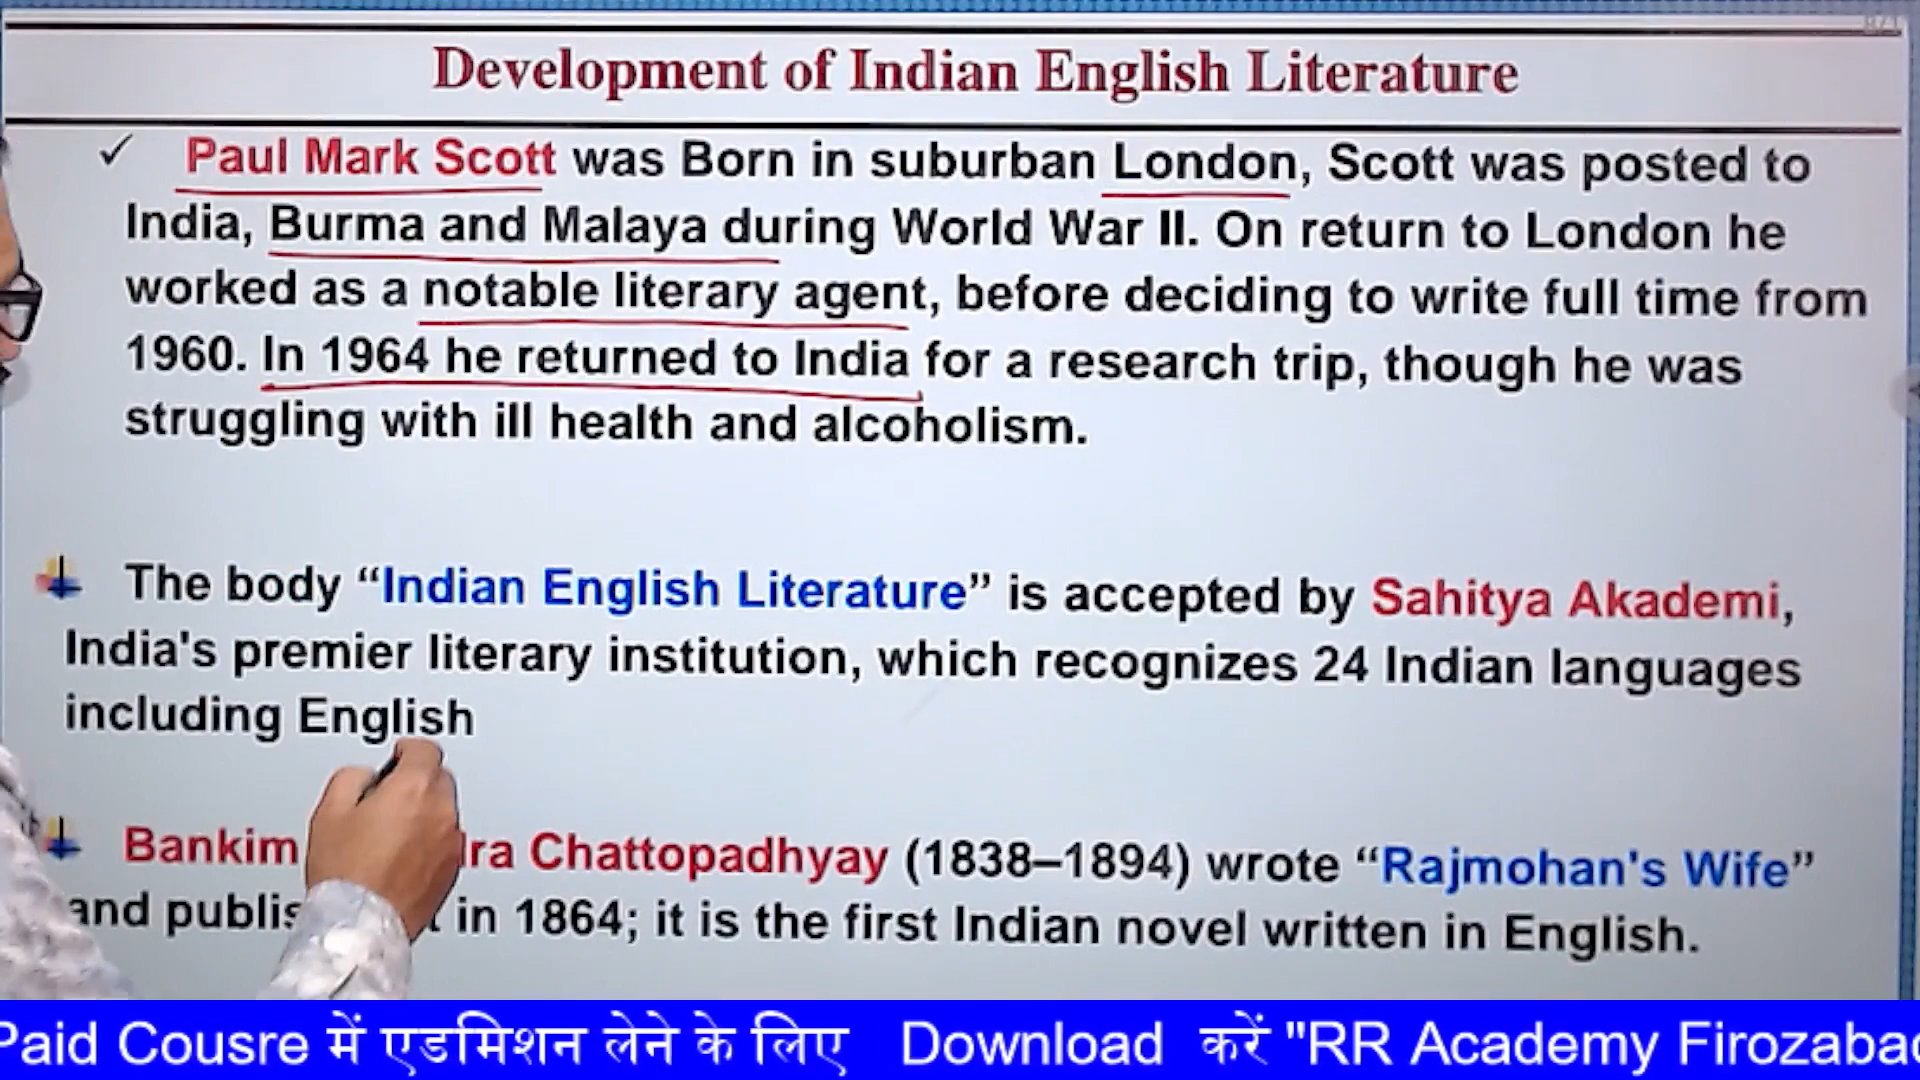 Development of Indian English Literature
✓ Paul Mark Scott was Born in suburban London, Scott was posted to
India, Burma and Malaya during World War II. On return to London he
worked as a notable literary agent, before deciding to write full time from
1960. In 1964 he returned to India for a research trip, though he was
struggling with ill health and alcoholism.
The body “Indian English Literature” is accepted by Sahitya Akademi,
India's premier literary institution, which recognizes 24 Indian languages
including English
Bankim Chattopadhyay (1838–1894) wrote “Rajmohan's Wife”
and in 1864; it is the first Indian novel written in English.
Paid Cousre में एडमिशन लेने के लिए Download करें "RR Academy Firozabad